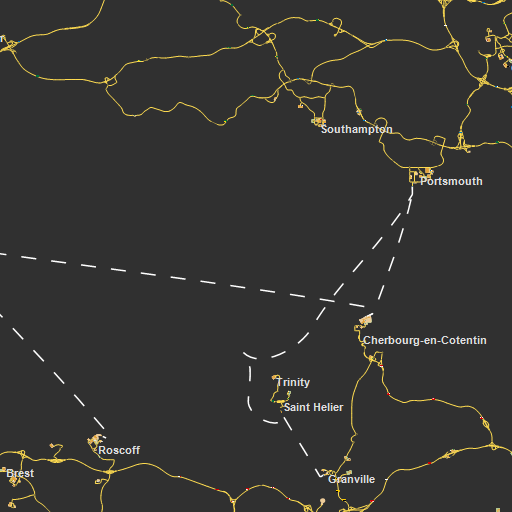 Southampton
Portsmouth
Cherbourg-en-Cotentin
Trinity
Saint Helier
Roscoff
Brest
Granville